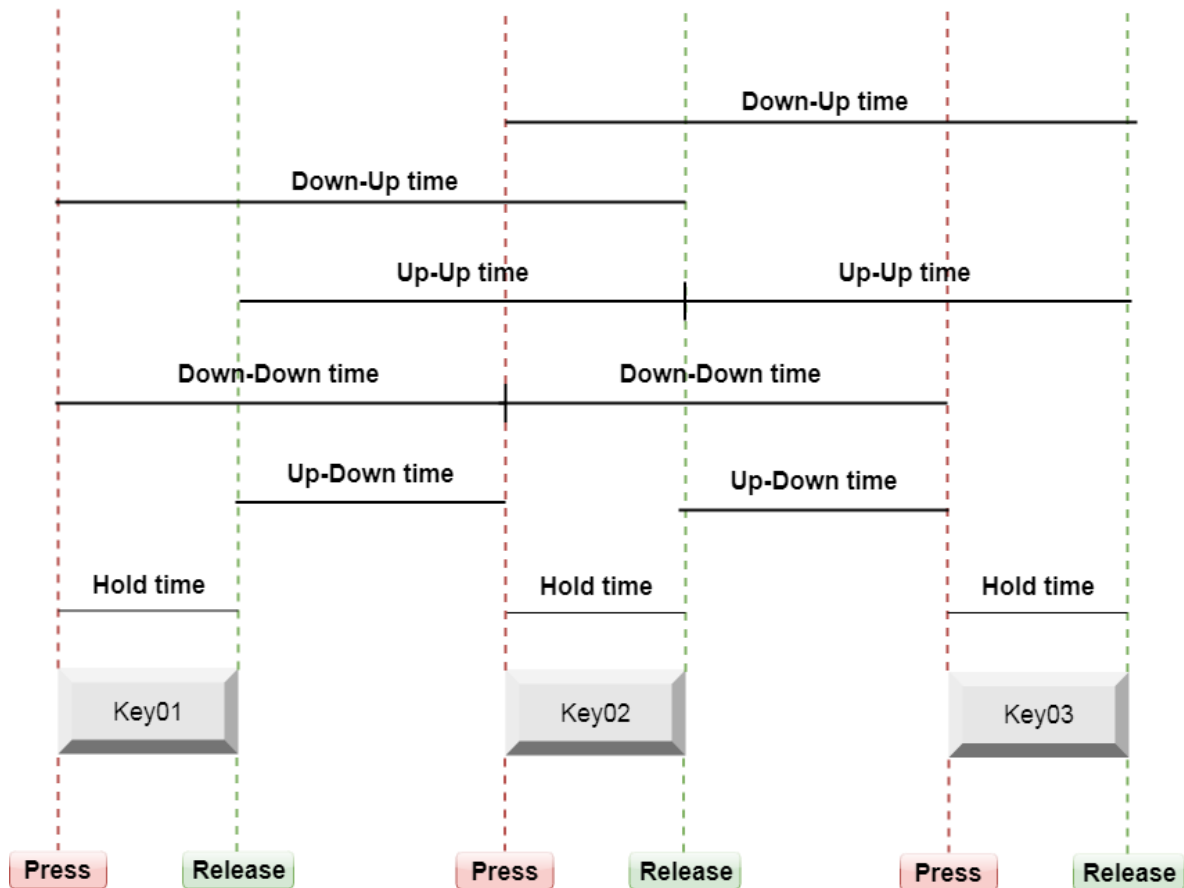 Down-Up time
Down-Up time
Up-Up time
Up-Up time
Down-Down time
Down-Down time
Up-Down time
Up-Down time
Hold time
Hold time
Hold time
Key01
Key02
Key03
Press
Release
Press
Release
Press
Release